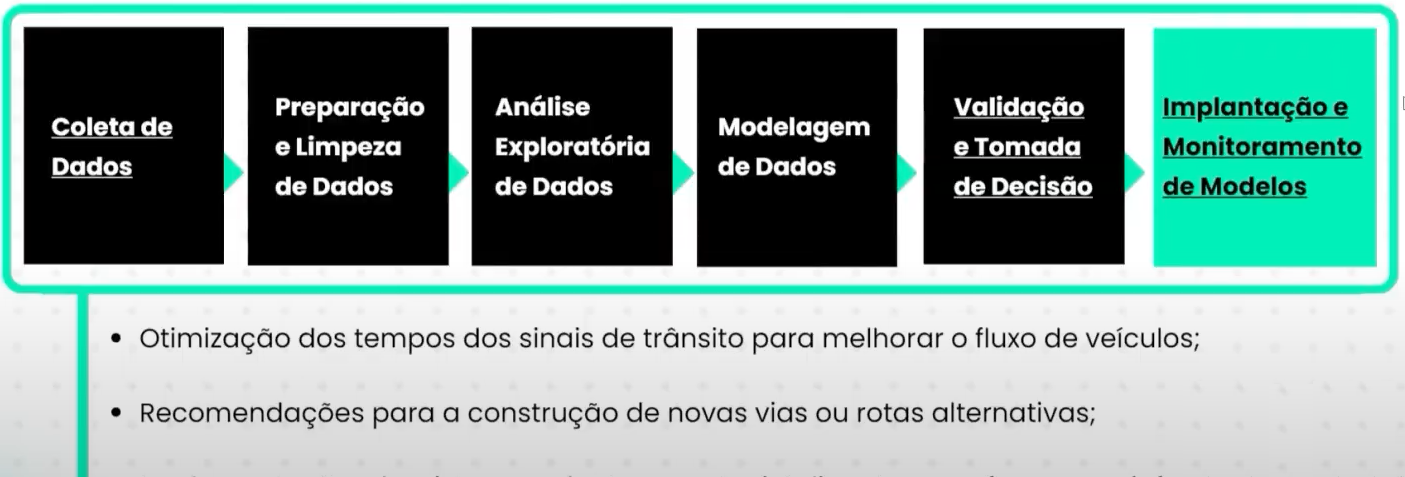 Coleta de
Dados
Preparação
e Limpeza
de Dados
Análise
Exploratória
de Dados
Modelagem
de Dados
Validação
e Tomada
de Decisão
Implantação e
Monitoramento
de Modelos
• Otimização dos tempos dos sinais de trânsito para melhorar o fluxo de veículos;
• Recomendações para a construção de novas vias ou rotas alternativas;